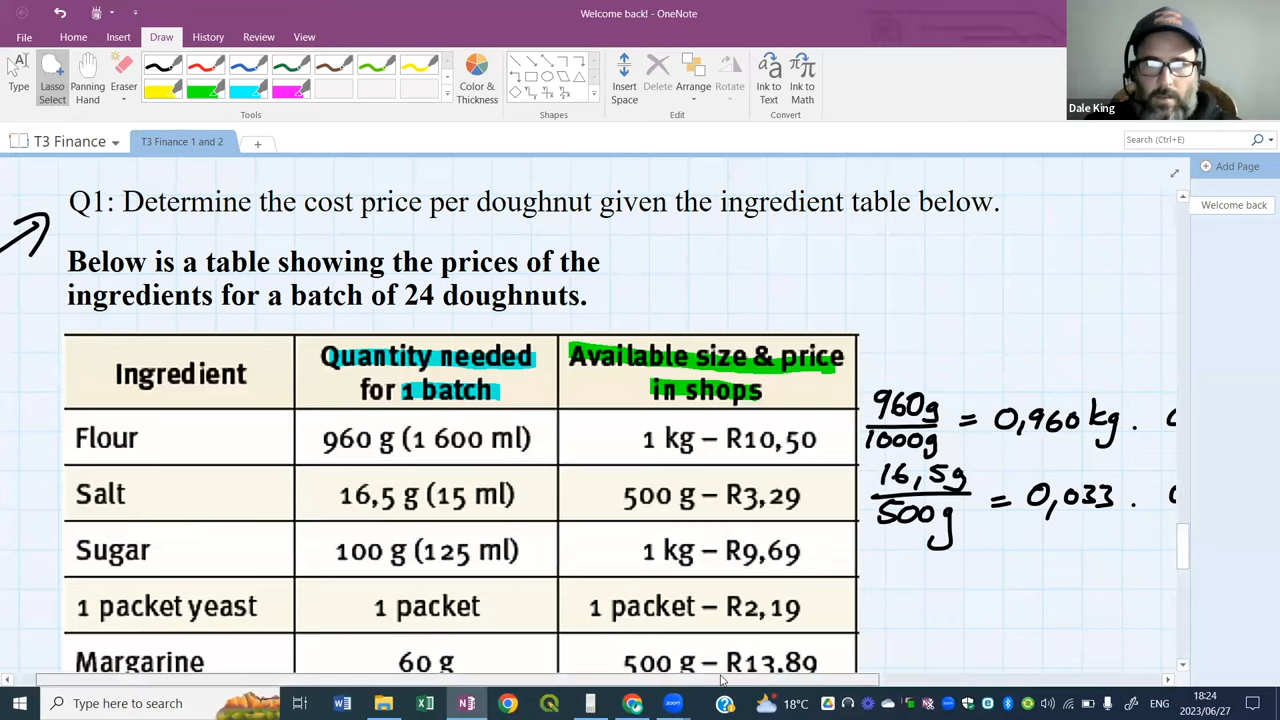 Welcome back! - OneNote
File Home Insert Draw History Review View
Type
Lasso Select
Panning Hand
Eraser
Color & Thickness
Insert Space
Delete
Arrange
Rotate
Ink to Text
Ink to Math
Tools
Shapes
Edit
Convert
Dale King
T3 Finance
T3 Finance 1 and 2
Search (Ctrl+E)
Add Page
Welcome back
Q1: Determine the cost price per doughnut given the ingredient table below.
Below is a table showing the prices of the
ingredients for a batch of 24 doughnuts.
Ingredient
Quantity needed
for 1 batch
Available size & price
in shops
Flour 960 g (1 600 ml) 1 kg – R10,50
960g/1000g = 0,960 kg .
Salt 16,5 g (15 ml) 500 g – R3,29
16,5g/500g = 0,033 .
Sugar 100 g (125 ml) 1 kg – R9,69
1 packet yeast 1 packet 1 packet – R2,19
Margarine 60 g 500 g – R13,89
Type here to search
18°C
ENG
18:24
2023/06/27